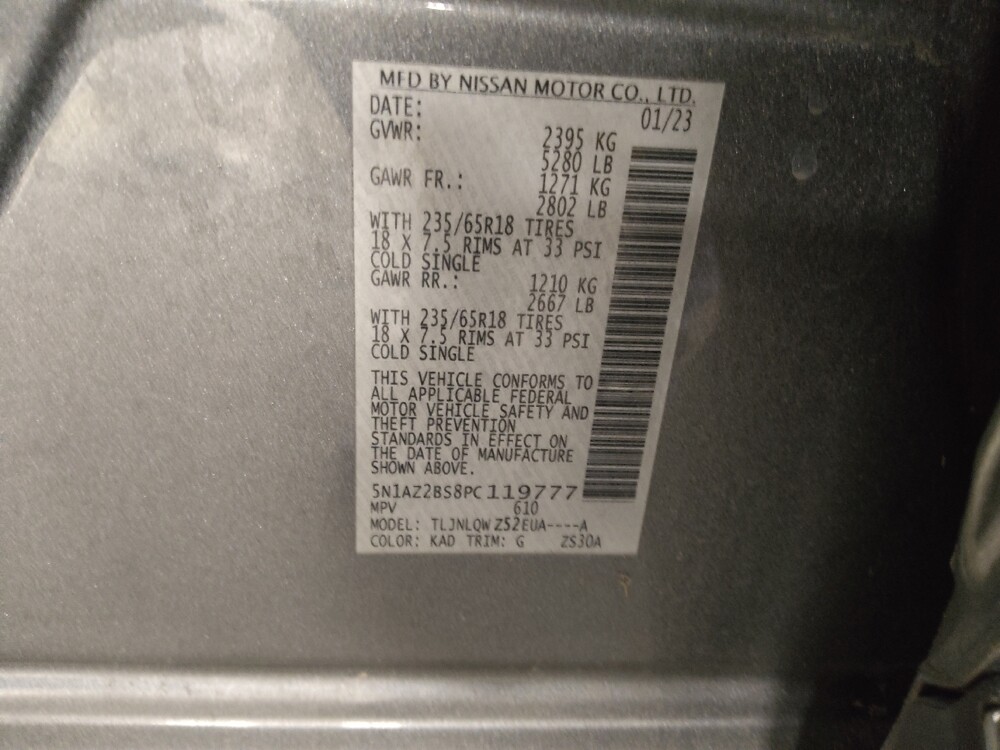 MFD BY NISSAN MOTOR CO., LTD.
DATE: 01/23
GVWR: 2395 KG
5280 LB
GAWR FR.: 1271 KG
2802 LB
WITH 235/65R18 TIRES
18 X 7.5 RIMS AT 33 PSI
COLD SINGLE
GAWR RR.: 1210 KG
2667 LB
WITH 235/65R18 TIRES
18 X 7.5 RIMS AT 33 PSI
COLD SINGLE
THIS VEHICLE CONFORMS TO
ALL APPLICABLE FEDERAL
MOTOR VEHICLE SAFETY AND
THEFT PREVENTION
STANDARDS IN EFFECT ON
THE DATE OF MANUFACTURE
SHOWN ABOVE.
5N1AZ2BS8PC119777
MPV 610
MODEL: TLJNLQW Z52EUA----A
COLOR: KAD TRIM: G ZS30A